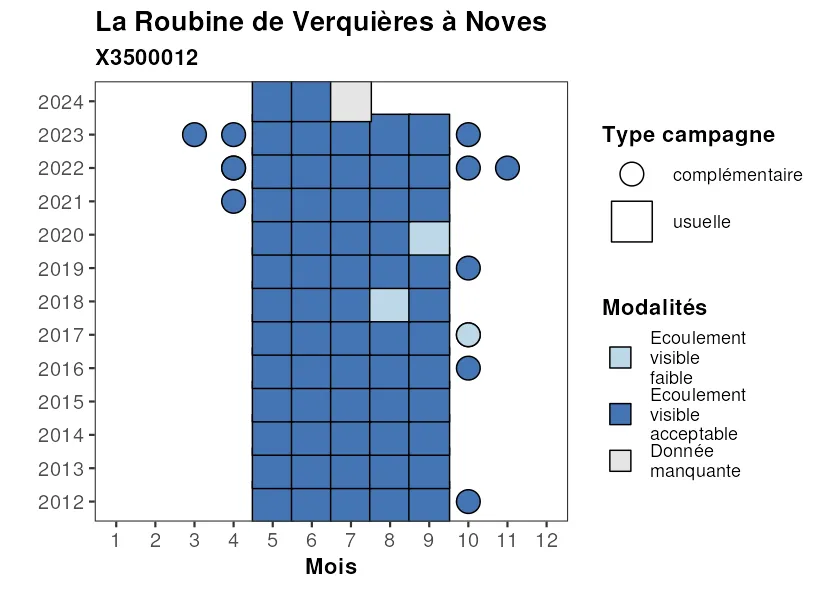 La Roubine de Verquières à Noves
X3500012
2024
2023
2022
2021
2020
2019
2018
2017
2016
2015
2014
2013
2012
1 2 3 4 5 6 7 8 9 10 11 12
Mois
Type campagne
complémentaire
usuelle
Modalités
Ecoulement
visible
faible
Ecoulement
visible
acceptable
Donnée
manquante